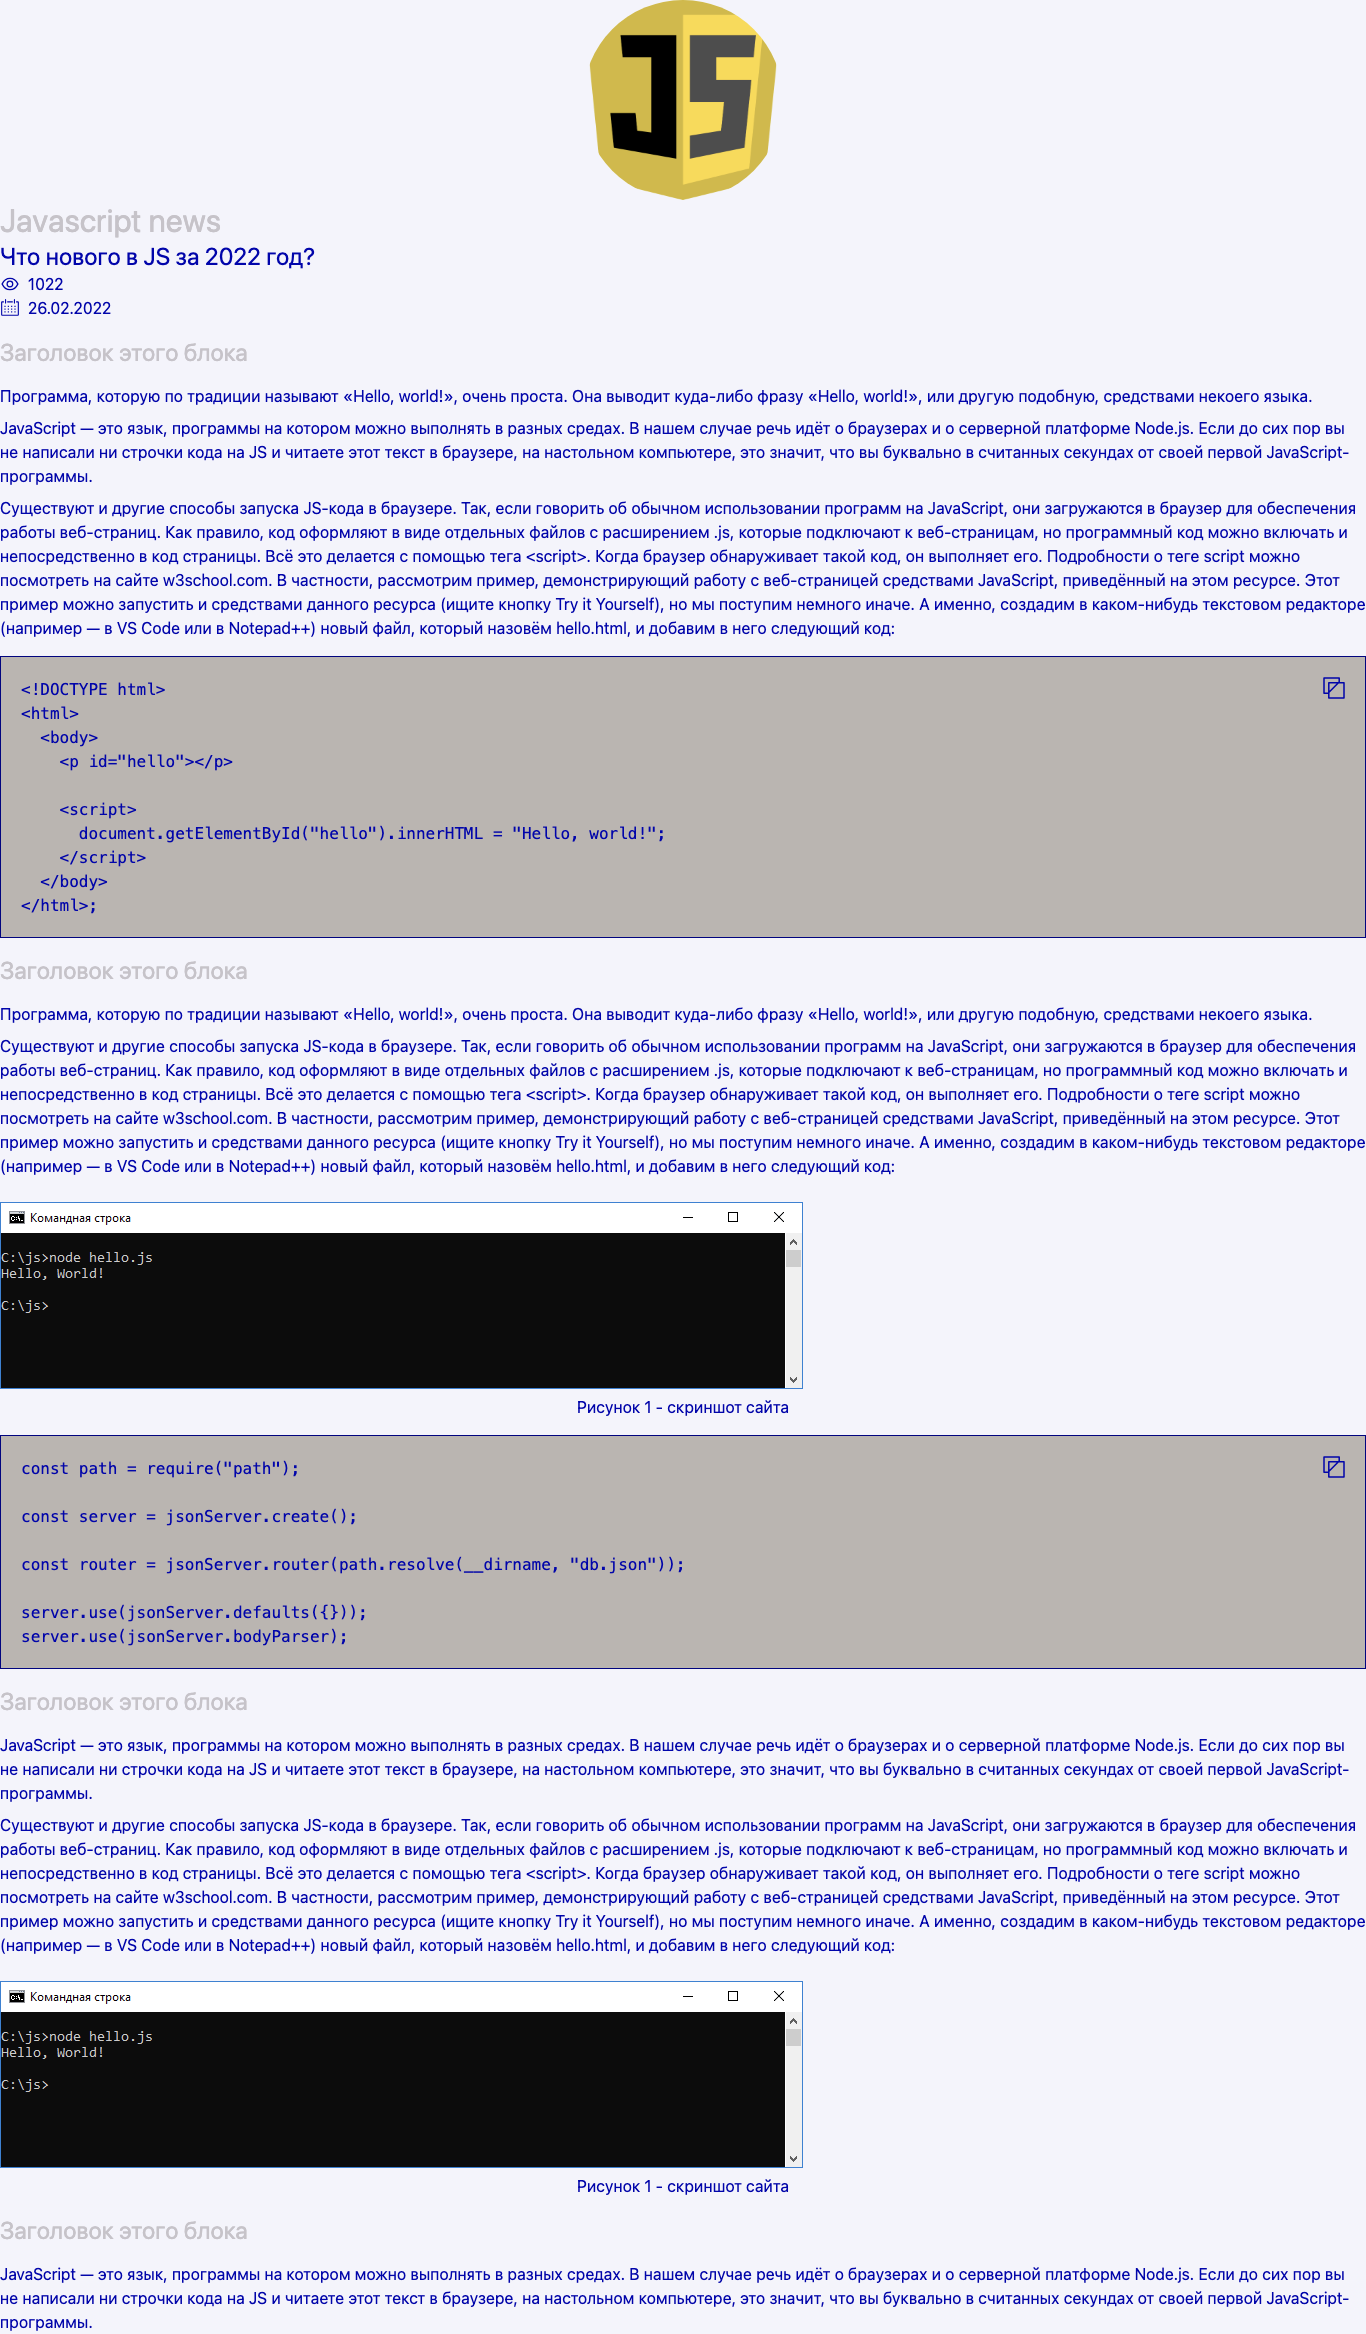 JS
Javascript news
Что нового в JS за 2022 год?
1022
26.02.2022
Заголовок этого блока
Программа, которую по традиции называют «Hello, world!», очень проста. Она выводит куда-либо фразу «Hello, world!», или другую подобную, средствами некоего языка.
JavaScript — это язык, программы на котором можно выполнять в разных средах. В нашем случае речь идёт о браузерах и о серверной платформе Node.js. Если до сих пор вы
не написали ни строчки кода на JS и читаете этот текст в браузере, на настольном компьютере, это значит, что вы буквально в считанных секундах от своей первой JavaScript-
программы.
Существуют и другие способы запуска JS-кода в браузере. Так, если говорить об обычном использовании программ на JavaScript, они загружаются в браузер для обеспечения
работы веб-страниц. Как правило, код оформляют в виде отдельных файлов с расширением .js, которые подключают к веб-страницам, но программный код можно включать и
непосредственно в код страницы. Всё это делается с помощью тега <script>. Когда браузер обнаруживает такой код, он выполняет его. Подробности о теге script можно
посмотреть на сайте w3school.com. В частности, рассмотрим пример, демонстрирующий работу с веб-страницей средствами JavaScript, приведённый на этом ресурсе. Этот
пример можно запустить и средствами данного ресурса (ищите кнопку Try it Yourself), но мы поступим немного иначе. А именно, создадим в каком-нибудь текстовом редакторе
(например — в VS Code или в Notepad++) новый файл, который назовём hello.html, и добавим в него следующий код:
<!DOCTYPE html>
<html>
  <body>
    <p id="hello"></p>

    <script>
      document.getElementById("hello").innerHTML = "Hello, world!";
    </script>
  </body>
</html>;
Заголовок этого блока
Программа, которую по традиции называют «Hello, world!», очень проста. Она выводит куда-либо фразу «Hello, world!», или другую подобную, средствами некоего языка.
Существуют и другие способы запуска JS-кода в браузере. Так, если говорить об обычном использовании программ на JavaScript, они загружаются в браузер для обеспечения
работы веб-страниц. Как правило, код оформляют в виде отдельных файлов с расширением .js, которые подключают к веб-страницам, но программный код можно включать и
непосредственно в код страницы. Всё это делается с помощью тега <script>. Когда браузер обнаруживает такой код, он выполняет его. Подробности о теге script можно
посмотреть на сайте w3school.com. В частности, рассмотрим пример, демонстрирующий работу с веб-страницей средствами JavaScript, приведённый на этом ресурсе. Этот
пример можно запустить и средствами данного ресурса (ищите кнопку Try it Yourself), но мы поступим немного иначе. А именно, создадим в каком-нибудь текстовом редакторе
(например — в VS Code или в Notepad++) новый файл, который назовём hello.html, и добавим в него следующий код:
Командная строка
C:\js>node hello.js
Hello, World!
C:\js>
Рисунок 1 - скриншот сайта
const path = require("path");

const server = jsonServer.create();

const router = jsonServer.router(path.resolve(__dirname, "db.json"));

server.use(jsonServer.defaults({}));
server.use(jsonServer.bodyParser);
Заголовок этого блока
JavaScript — это язык, программы на котором можно выполнять в разных средах. В нашем случае речь идёт о браузерах и о серверной платформе Node.js. Если до сих пор вы
не написали ни строчки кода на JS и читаете этот текст в браузере, на настольном компьютере, это значит, что вы буквально в считанных секундах от своей первой JavaScript-
программы.
Существуют и другие способы запуска JS-кода в браузере. Так, если говорить об обычном использовании программ на JavaScript, они загружаются в браузер для обеспечения
работы веб-страниц. Как правило, код оформляют в виде отдельных файлов с расширением .js, которые подключают к веб-страницам, но программный код можно включать и
непосредственно в код страницы. Всё это делается с помощью тега <script>. Когда браузер обнаруживает такой код, он выполняет его. Подробности о теге script можно
посмотреть на сайте w3school.com. В частности, рассмотрим пример, демонстрирующий работу с веб-страницей средствами JavaScript, приведённый на этом ресурсе. Этот
пример можно запустить и средствами данного ресурса (ищите кнопку Try it Yourself), но мы поступим немного иначе. А именно, создадим в каком-нибудь текстовом редакторе
(например — в VS Code или в Notepad++) новый файл, который назовём hello.html, и добавим в него следующий код:
Командная строка
C:\js>node hello.js
Hello, World!
C:\js>
Рисунок 1 - скриншот сайта
Заголовок этого блока
JavaScript — это язык, программы на котором можно выполнять в разных средах. В нашем случае речь идёт о браузерах и о серверной платформе Node.js. Если до сих пор вы
не написали ни строчки кода на JS и читаете этот текст в браузере, на настольном компьютере, это значит, что вы буквально в считанных секундах от своей первой JavaScript-
программы.